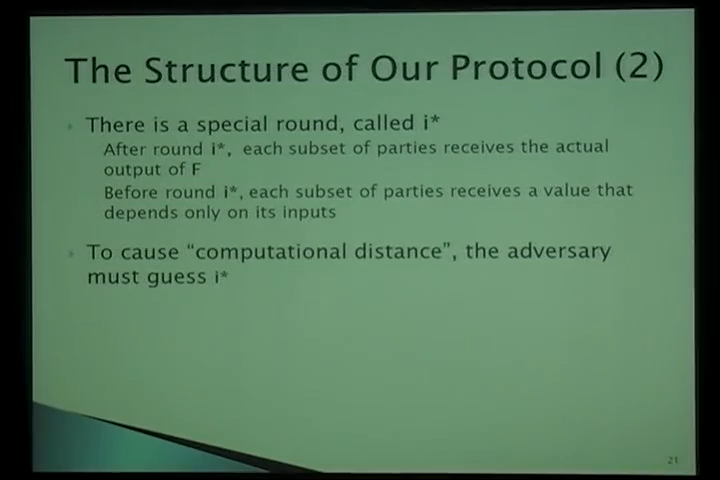 The Structure of Our Protocol (2)
There is a special round, called i*
After round i*, each subset of parties receives the actual
output of F
Before round i*, each subset of parties receives a value that
depends only on its inputs
To cause “computational distance”, the adversary
must guess i*
21